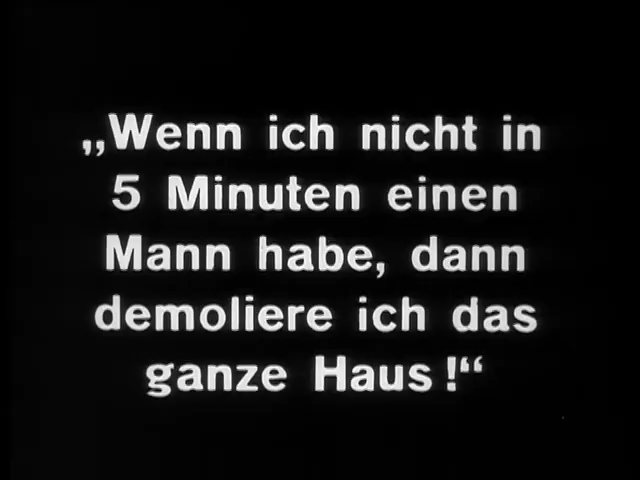 „Wenn ich nicht in
5 Minuten einen
Mann habe, dann
demoliere ich das
ganze Haus!“